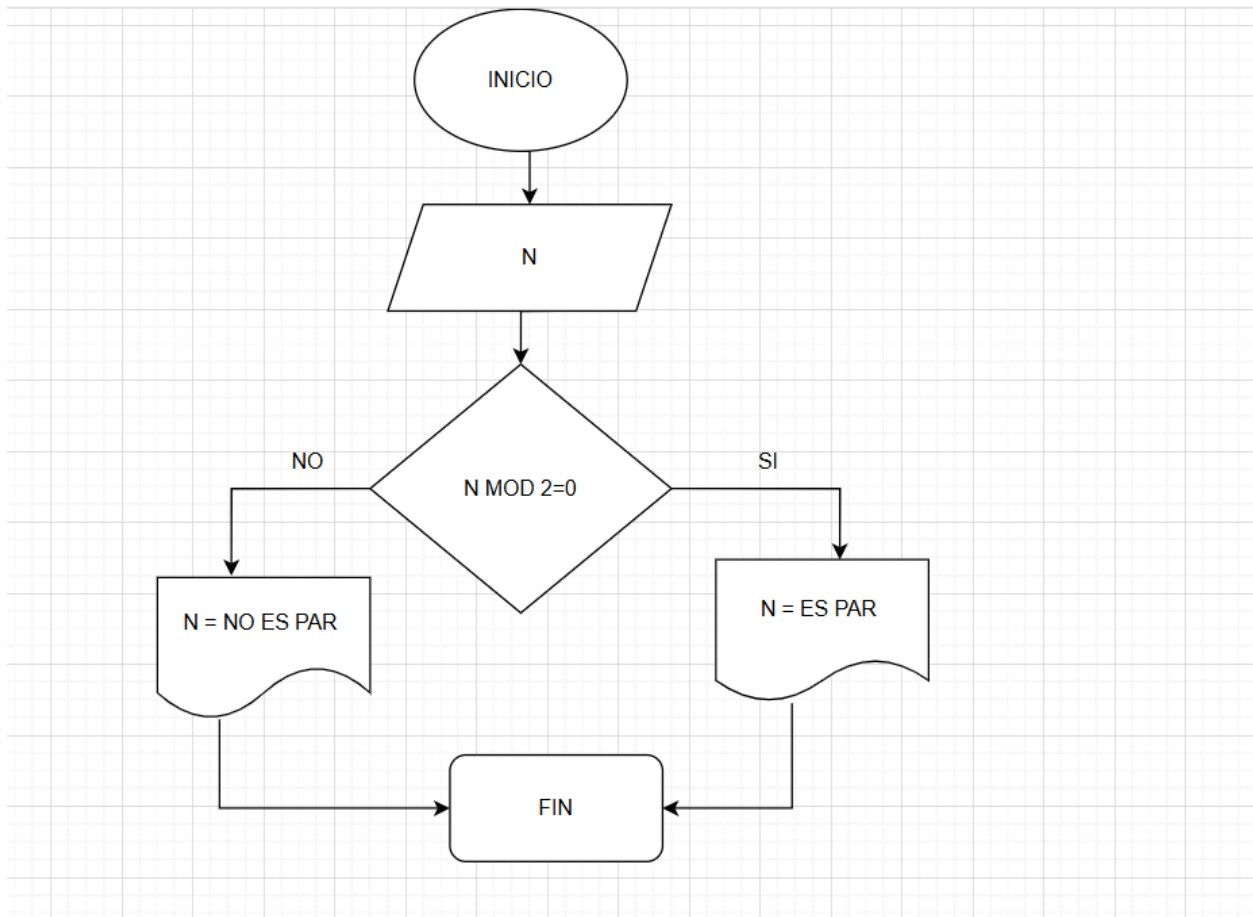 INICIO
N
NO
SI
N MOD 2=0
N = NO ES PAR
N = ES PAR
FIN